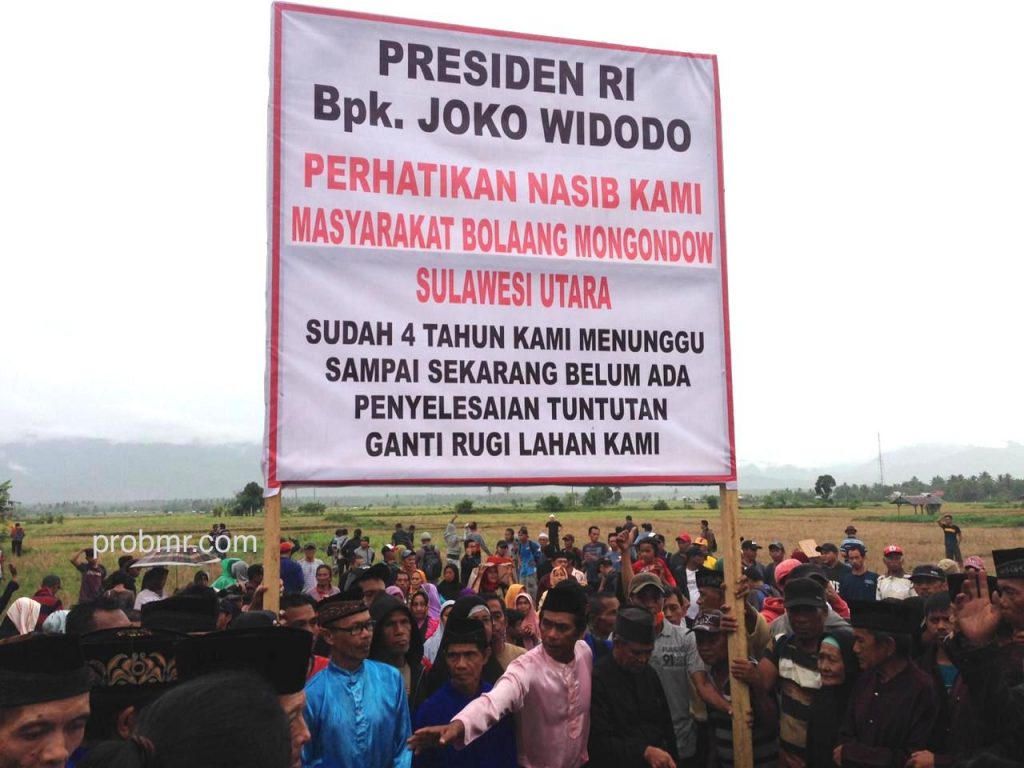 PRESIDEN RI
Bpk. JOKO WIDODO
PERHATIKAN NASIB KAMI
MASYARAKAT BOLAANG MONGONDOW
SULAWESI UTARA
SUDAH 4 TAHUN KAMI MENUNGGU
SAMPAI SEKARANG BELUM ADA
PENYELESAIAN TUNTUTAN
GANTI RUGI LAHAN KAMI
probmr.com